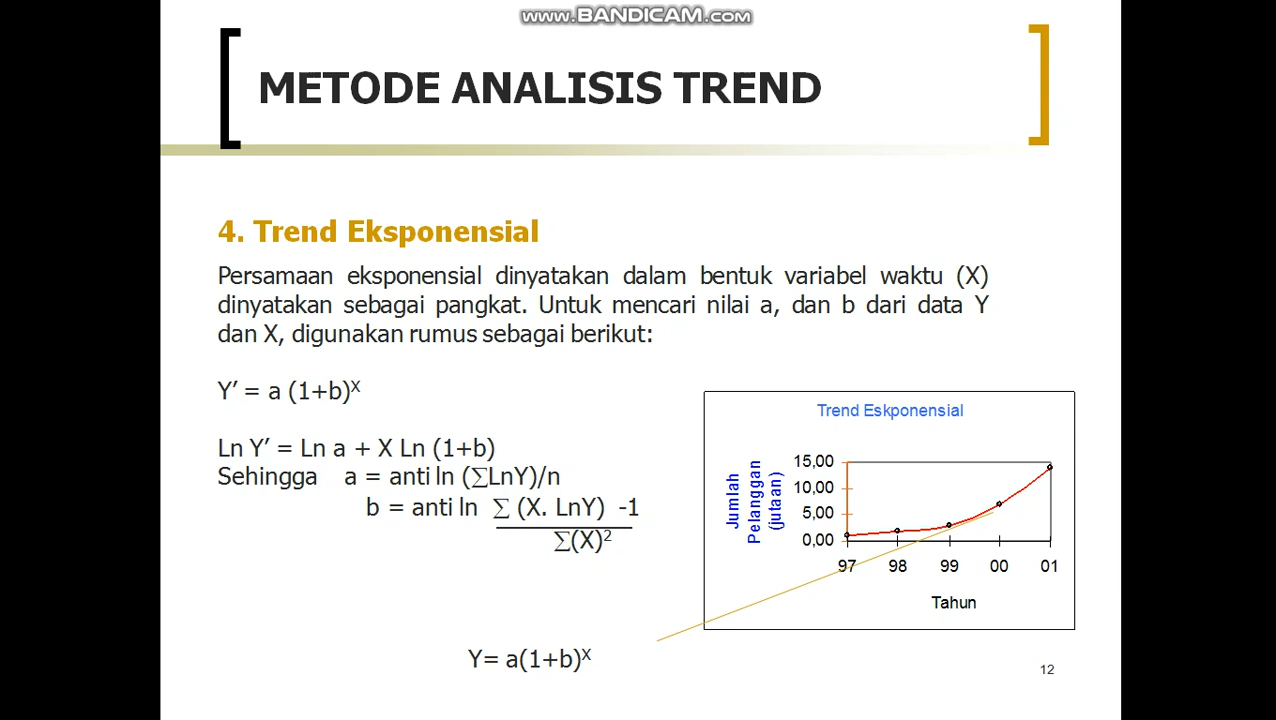 www.BANDICAM.com
METODE ANALISIS TREND
4. Trend Eksponensial
Persamaan eksponensial dinyatakan dalam bentuk variabel waktu (X)
dinyatakan sebagai pangkat. Untuk mencari nilai a, dan b dari data Y
dan X, digunakan rumus sebagai berikut:
Y’ = a (1+b)ˣ
Ln Y’ = Ln a + X Ln (1+b)
Sehingga a = anti ln (∑LnY)/n
b = anti ln ∑ (X. LnY) -1
∑(X)²
Trend Eskponensial
Jumlah
Pelanggan
(jutaan)
15,00
10,00
5,00
0,00
97 98 99 00 01
Tahun
Y= a(1+b)ˣ
12